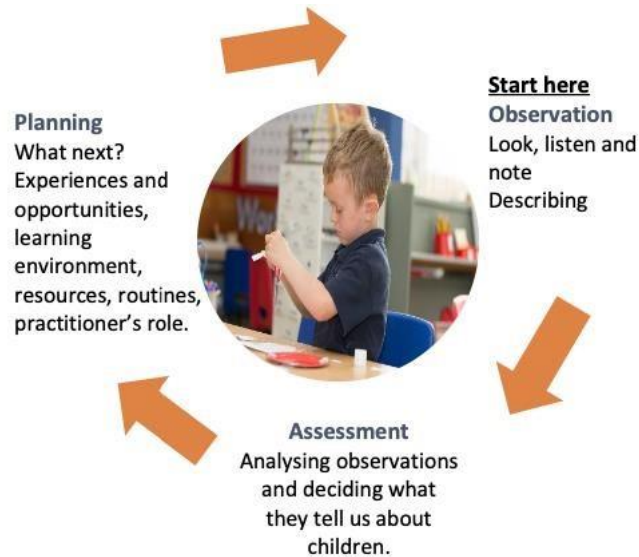 Start here
Observation
Look, listen and
note
Describing
Assessment
Analysing observations
and deciding what
they tell us about
children.
Planning
What next?
Experiences and
opportunities,
learning
environment,
resources, routines,
practitioner's role.